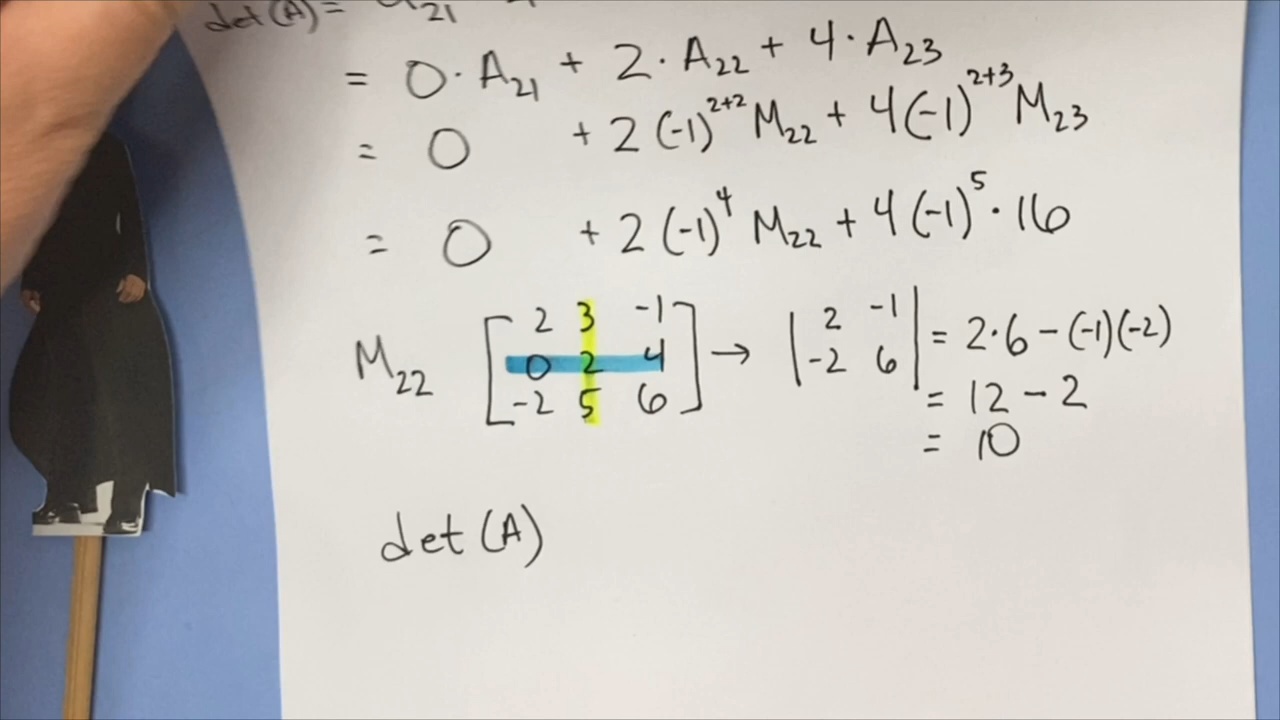 det(A) = a21
= 0·A21 + 2·A22 + 4·A23
= 0 + 2(-1)^2+2 M22 + 4(-1)^2+3 M23
= 0 + 2(-1)^4 M22 + 4(-1)^5·16
M22 [2 3 -1 → |2 -1| = 2·6-(-1)(-2)
0 2 4 |-2 6| = 12-2
-2 5 6] = 10
det(A)